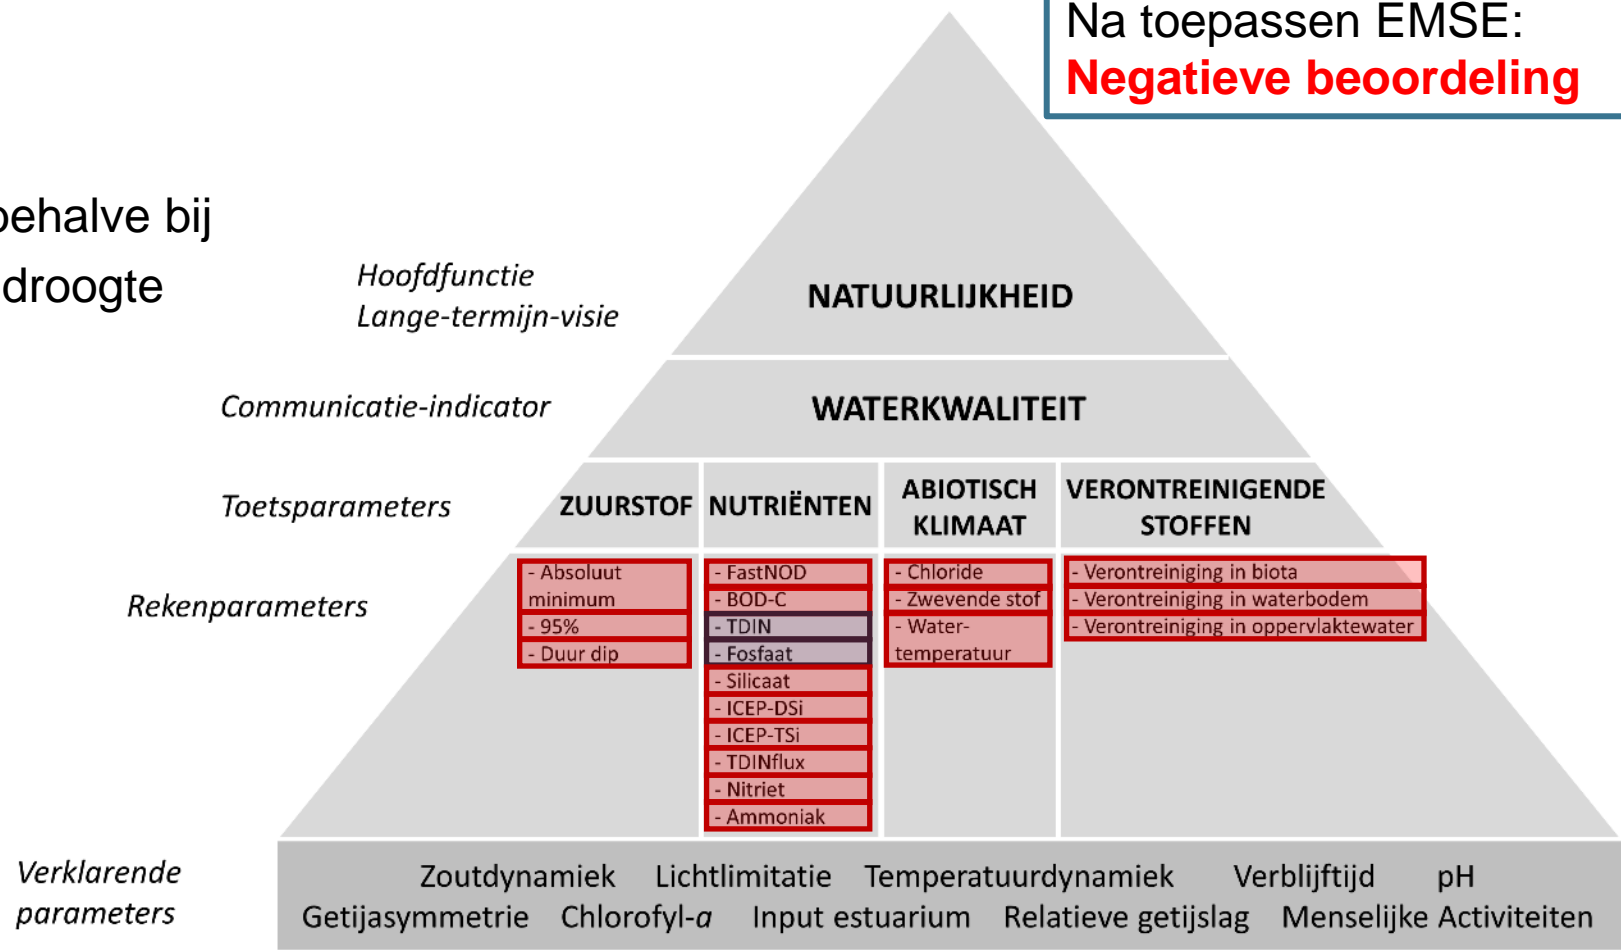 Na toepassen EMSE:
Negatieve beoordeling
behalve bij
droogte
Hoofdfunctie
Lange-termijn-visie
NATUURLIJKHEID
Communicatie-indicator
WATERKWALITEIT
Toetsparameters
ZUURSTOF
NUTRIËNTEN
ABIOTISCH
KLIMAAT
VERONTREINIGENDE
STOFFEN
Rekenparameters
- Absoluut
minimum
- 95%
- Duur dip
- FastNOD
- BOD-C
- TDIN
- Fosfaat
- Silicaat
- ICEP-DSi
- ICEP-TSi
- TDINflux
- Nitriet
- Ammoniak
- Chloride
- Zwevende stof
- Water-
temperatuur
- Verontreiniging in biota
- Verontreiniging in waterbodem
- Verontreiniging in oppervlaktewater
Verklarende
parameters
Zoutdynamiek Lichtlimitatie Temperatuurdynamiek Verblijftijd pH
Getijasymmetrie Chlorofyl-a Input estuarium Relatieve getijslag Menselijke Activiteiten